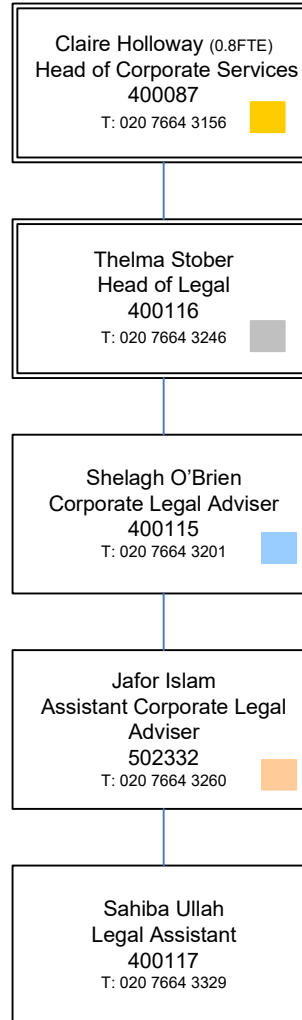 Claire Holloway (0.8FTE)
Head of Corporate Services
400087
T: 020 7664 3156
Thelma Stober
Head of Legal
400116
T: 020 7664 3246
Shelagh O’Brien
Corporate Legal Adviser
400115
T: 020 7664 3201
Jafor Islam
Assistant Corporate Legal
Adviser
502332
T: 020 7664 3260
Sahiba Ullah
Legal Assistant
400117
T: 020 7664 3329